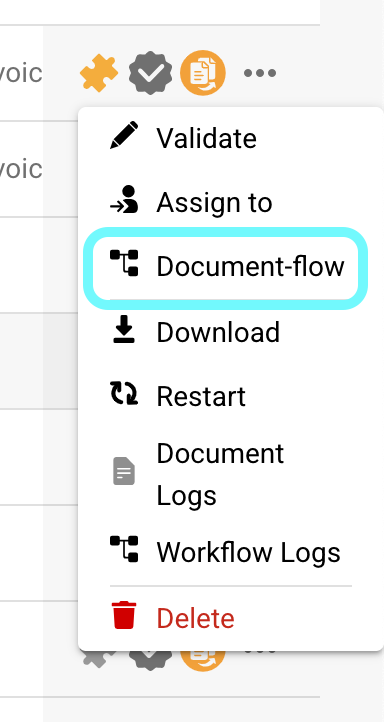 voic
Validate
voic
Assign to
Document-flow
Download
Restart
Document
Logs
Workflow Logs
Delete